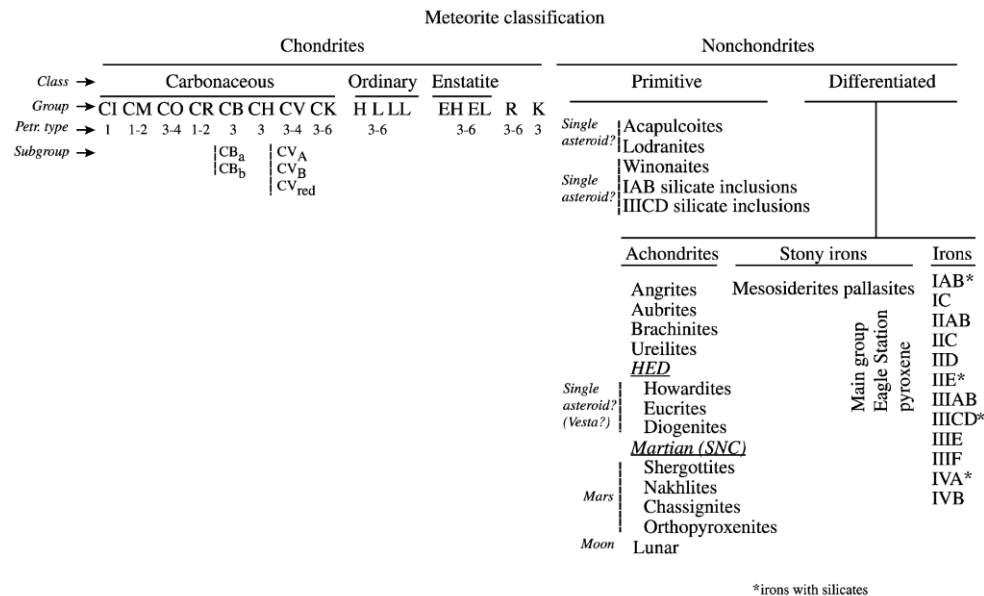 Meteorite classification
Chondrites
Nonchondrites
Class → Carbonaceous Ordinary Enstatite
Primitive
Differentiated
Group → CI CM CO CR CB CH CV CK H L LL EH EL R K
Petr. type → 1 1-2 3-4 1-2 3 3 3-4 3-6 3-6 3-6 3-6 3
Subgroup →
CBa
CBb
CVA
CVB
CVred
Single
asteroid?
Acapulcoites
Lodranites
Single
asteroid?
Winonaites
IAB silicate inclusions
IIICD silicate inclusions
Achondrites
Angrites
Aubrites
Brachinites
Ureilites
HED
Single
asteroid?
(Vesta?)
Howardites
Eucrites
Diogenites
Martian (SNC)
Mars
Shergottites
Nakhlites
Chassignites
Orthopyroxenites
Moon Lunar
Stony irons
Mesosiderites pallasites
Main group
Eagle Station
pyroxene
Irons
IAB*
IC
IIAB
IIC
IID
IIE*
IIIAB
IIICD*
IIIE
IIIF
IVA*
IVB
*irons with silicates